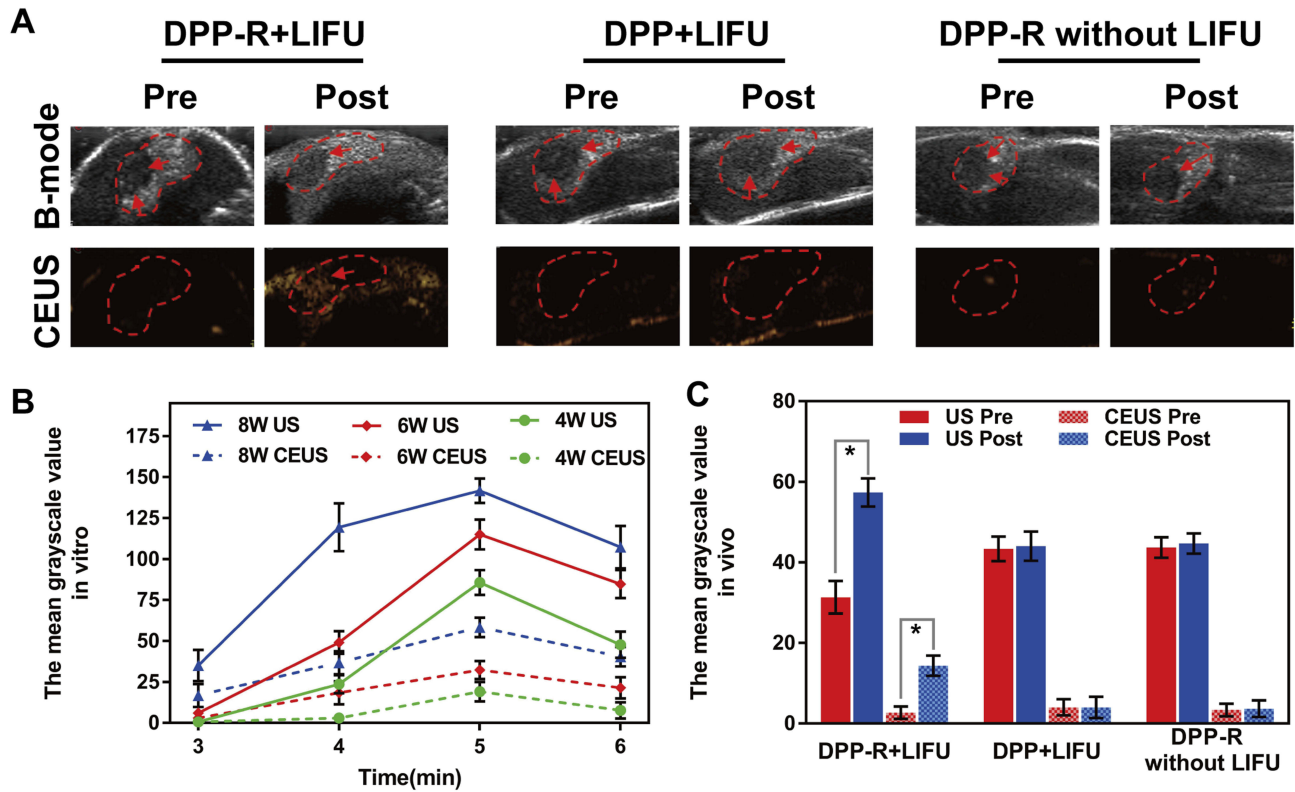 A
DPP-R+LIFU
DPP+LIFU
DPP-R without LIFU
Pre
Post
Pre
Post
Pre
Post
B-mode
CEUS
B
8W US
6W US
4W US
8W CEUS
6W CEUS
4W CEUS
The mean grayscale value
in vitro
175
150
125
100
75
50
25
0
3
4
5
6
Time(min)
C
US Pre
CEUS Pre
US Post
CEUS Post
The mean grayscale value
in vivo
80
60
40
20
0
*
*
DPP-R+LIFU
DPP+LIFU
DPP-R
without LIFU